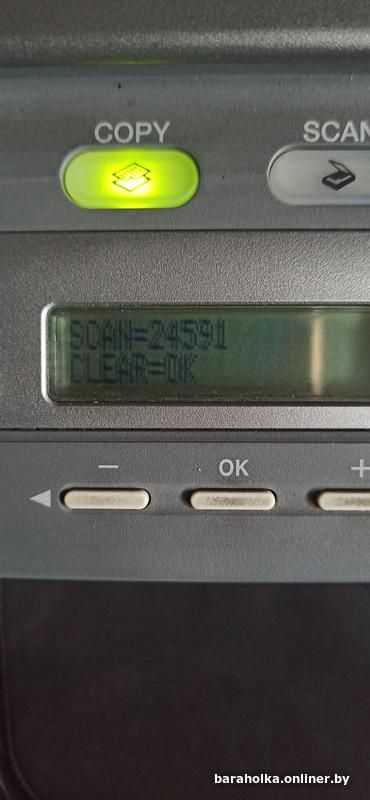 COPY
SCAN
SCAN=24591
CLEAR=OK
− OK +
baraholka.onliner.by